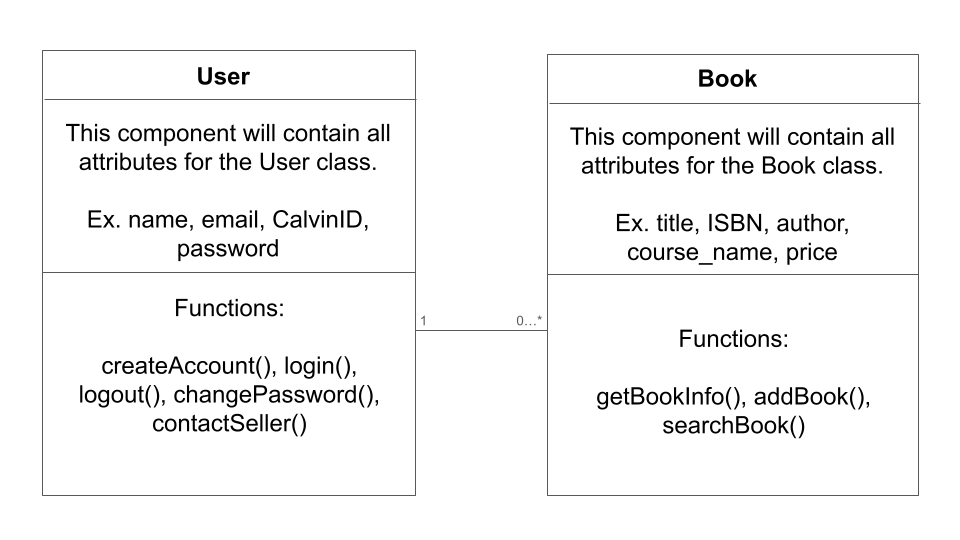 User
This component will contain all
attributes for the User class.
Ex. name, email, CalvinID,
password
Functions:
createAccount(), login(),
logout(), changePassword(),
contactSeller()
1
0...*
Book
This component will contain all
attributes for the Book class.
Ex. title, ISBN, author,
course_name, price
Functions:
getBookInfo(), addBook(),
searchBook()